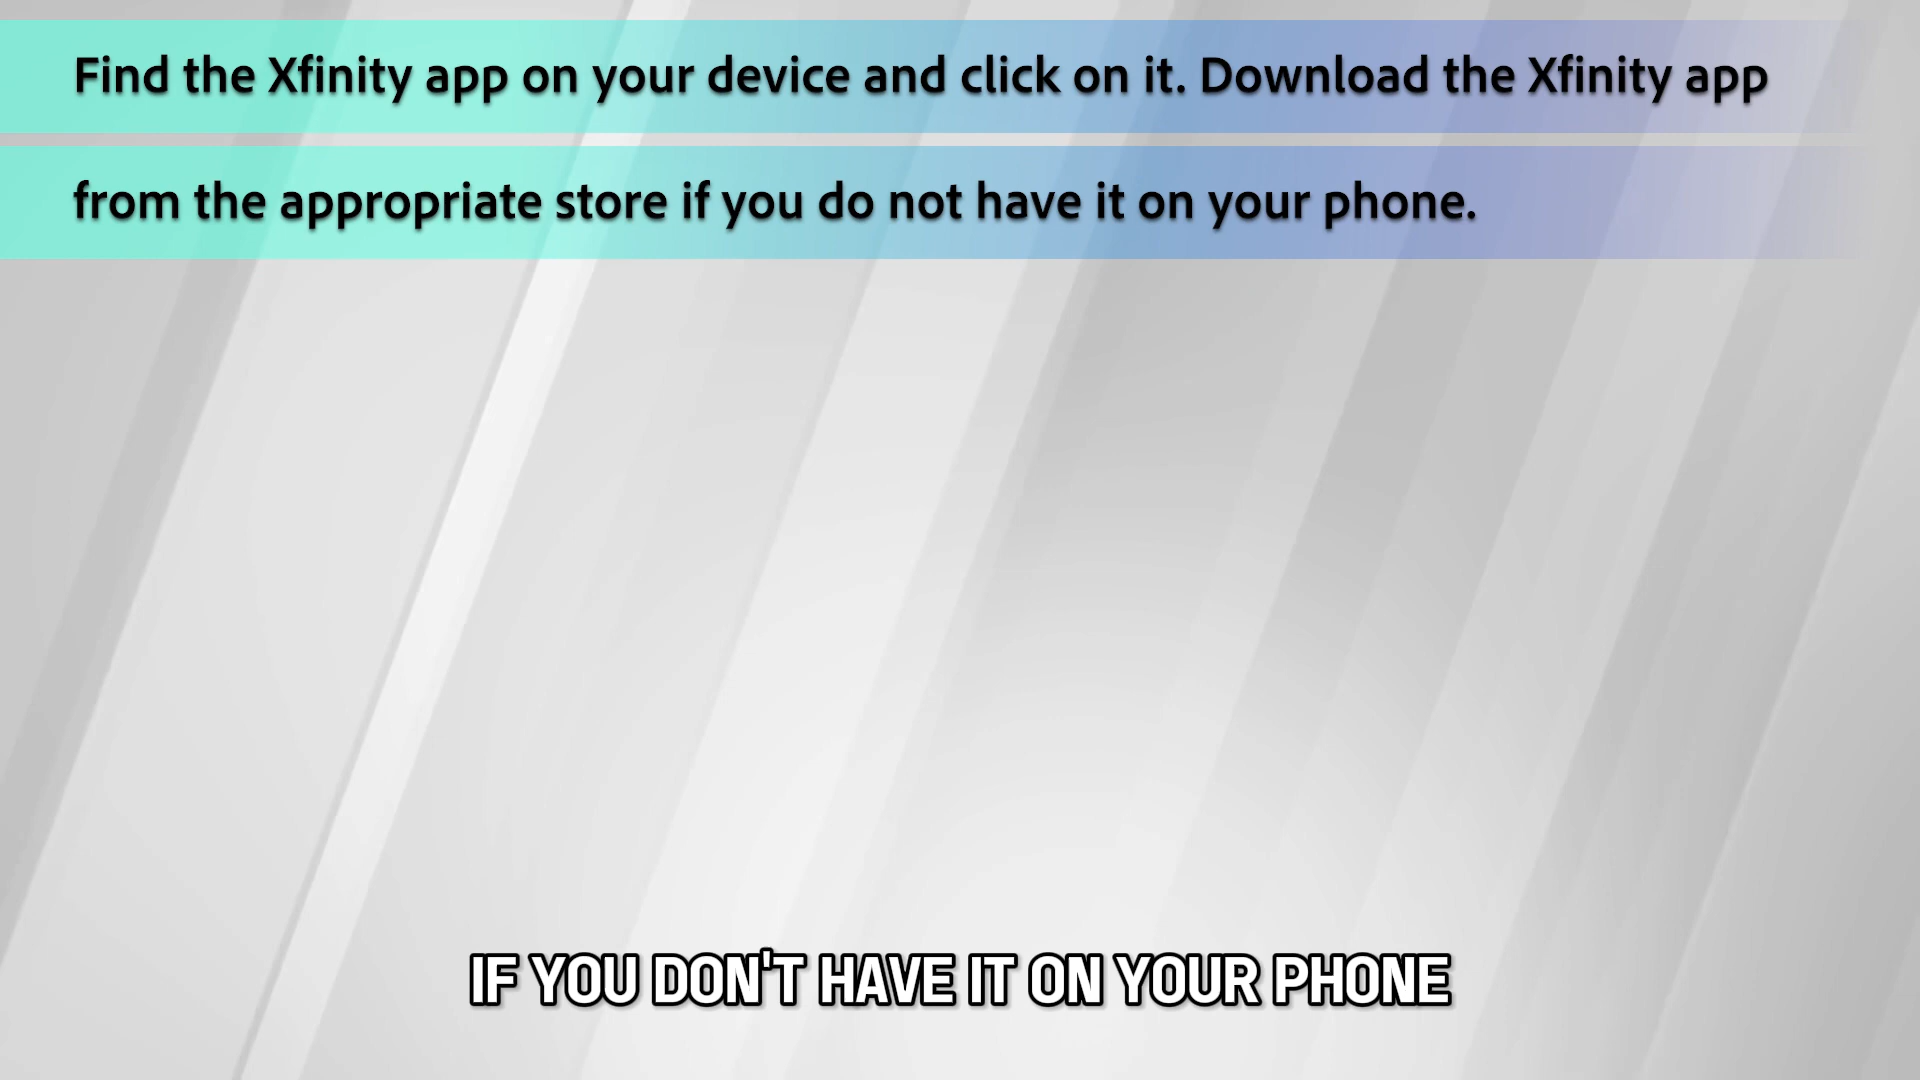 Find the Xfinity app on your device and click on it. Download the Xfinity app
from the appropriate store if you do not have it on your phone.
IF YOU DON'T HAVE IT ON YOUR PHONE